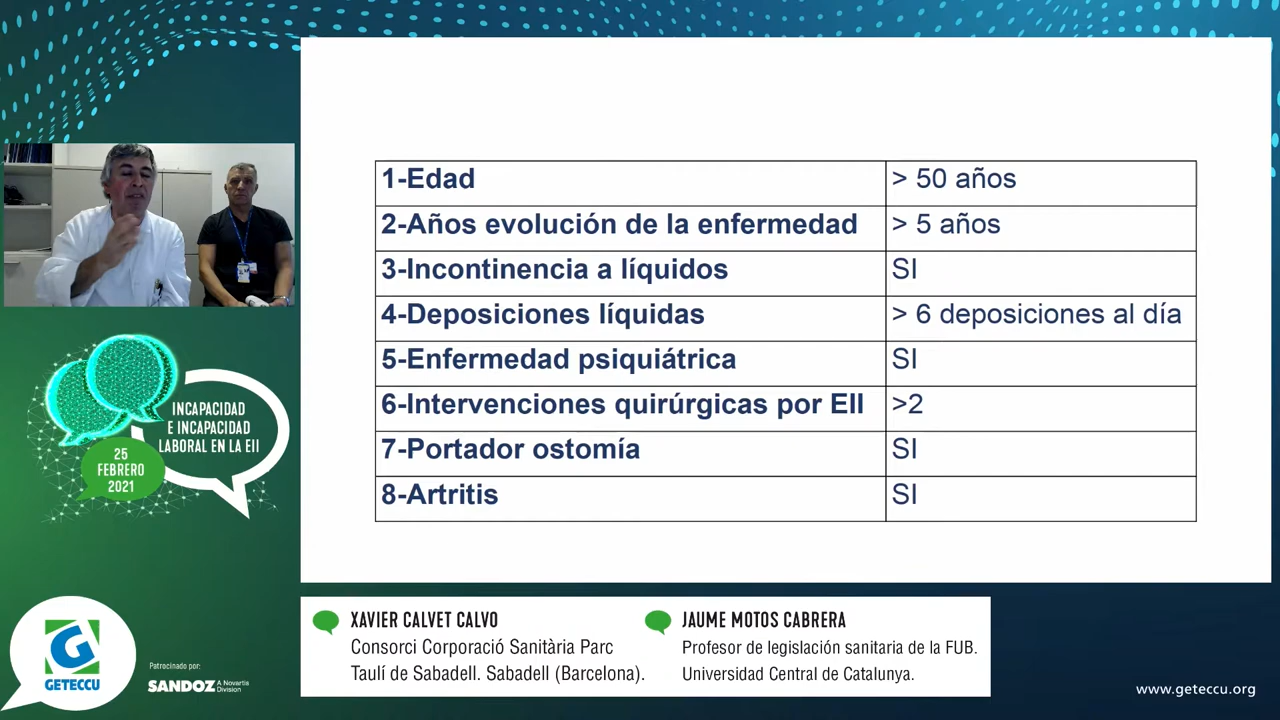 1-Edad > 50 años
2-Años evolución de la enfermedad > 5 años
3-Incontinencia a líquidos SI
4-Deposiciones líquidas > 6 deposiciones al día
5-Enfermedad psiquiátrica SI
6-Intervenciones quirúrgicas por EII >2
7-Portador ostomía SI
8-Artritis SI
INCAPACIDAD
E INCAPACIDAD
LABORAL EN LA EII
25
FEBRERO
2021
G
GETECCU
Patrocinado por:
SANDOZ A Novartis
Division
XAVIER CALVET CALVO
Consorci Corporació Sanitària Parc
Taulí de Sabadell. Sabadell (Barcelona).
JAUME MOTOS CABRERA
Profesor de legislación sanitaria de la FUB.
Universidad Central de Catalunya.
www.geteccu.org